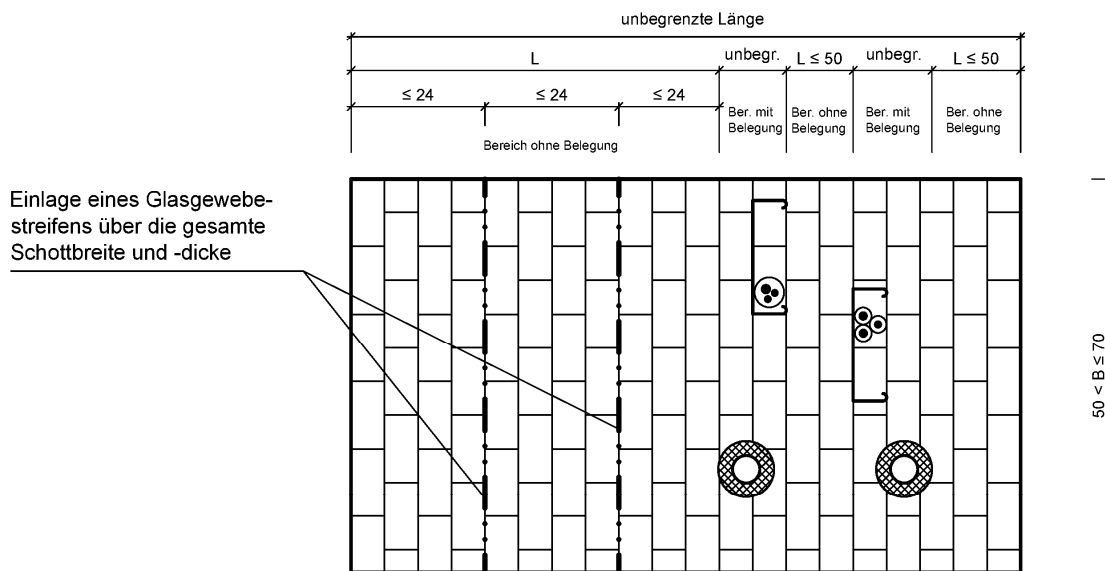 unbegrenzte Länge
L
unbegr.
L ≤ 50
unbegr.
L ≤ 50
≤ 24
≤ 24
≤ 24
Ber. mit
Belegung
Ber. ohne
Belegung
Ber. mit
Belegung
Ber. ohne
Belegung
Bereich ohne Belegung
Einlage eines Glasgewebe-
streifens über die gesamte
Schottbreite und -dicke
50 < B ≤ 70